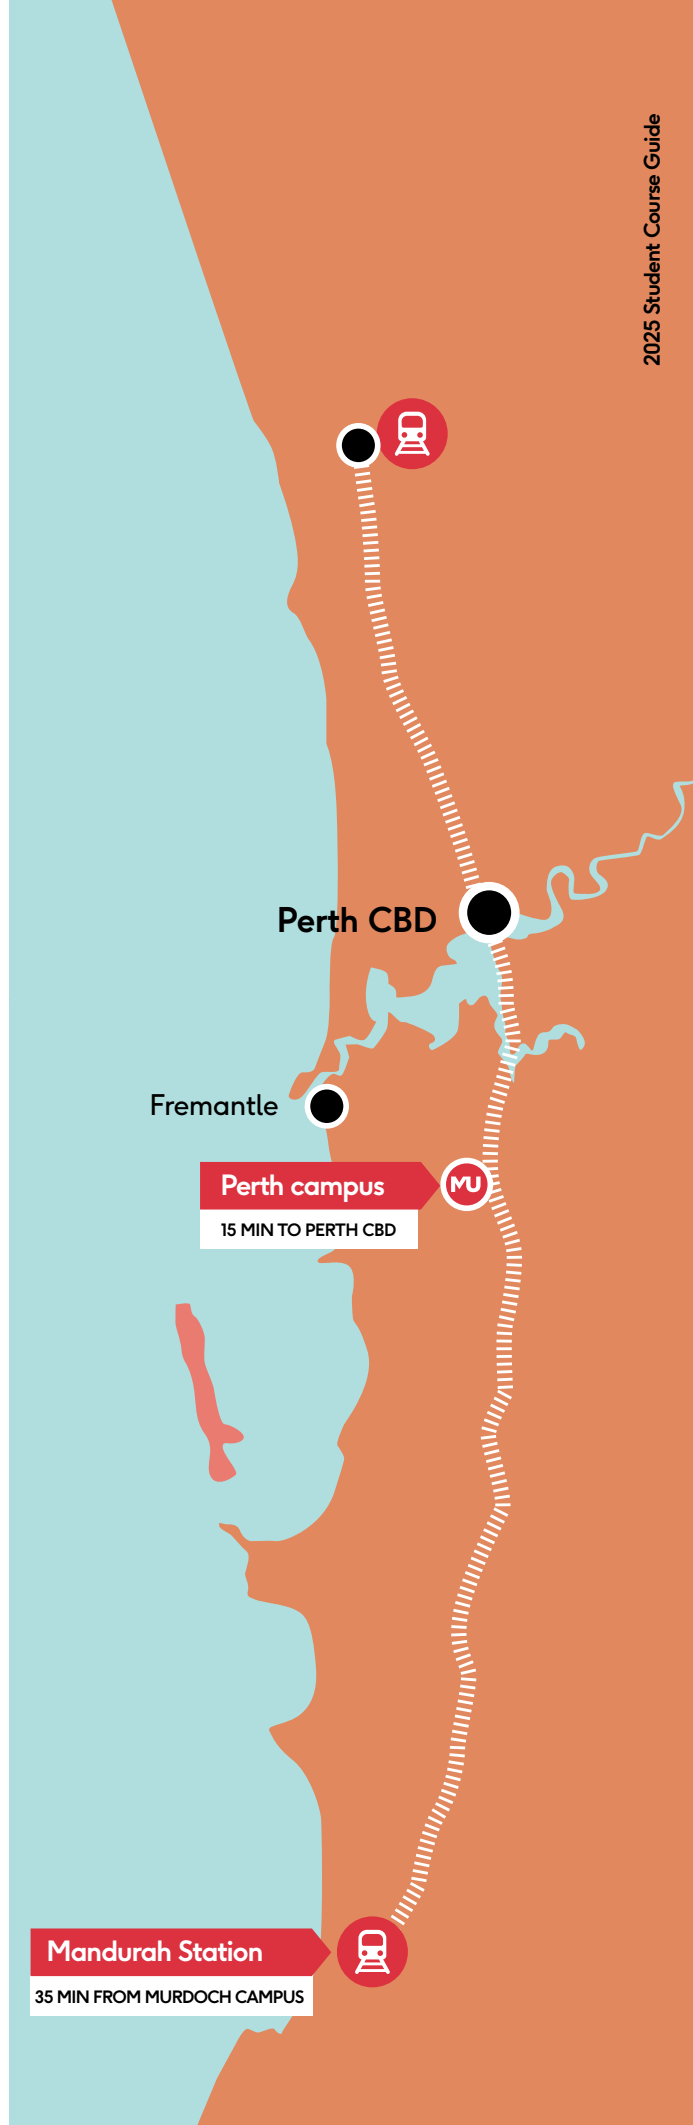 2025 Student Course Guide
Perth CBD
Fremantle
Perth campus
MU
15 MIN TO PERTH CBD
Mandurah Station
35 MIN FROM MURDOCH CAMPUS